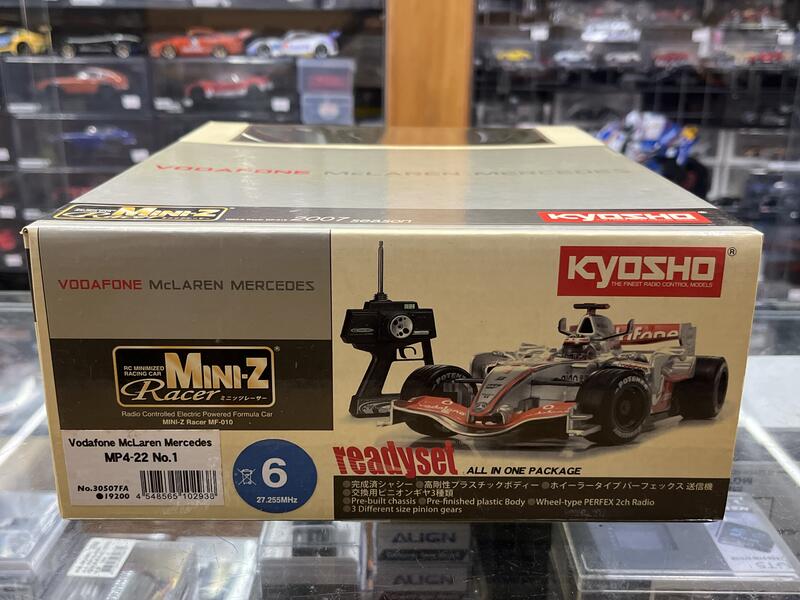 VODAFONE McLAREN MERCEDES
MINI-Z
Racer
2007 season
KYOSHO
VODAFONE McLAREN MERCEDES
KYOSHO
®
THE FINEST RADIO CONTROL MODELS
RC MINIMIZED
RACING CAR
MINI-Z
®
Racer
ミニッツレーサー
Radio Controlled Electric Powered Formula Car
MINI-Z Racer MF-010
Vodafone McLaren Mercedes
MP4-22 No.1
No.30507FA
●19200
4 548565 102938
6
27.255MHz
vodafone
POTENZA
POTENZA
readyset
ALL IN ONE PACKAGE
●完成済シャシー ●高剛性プラスチックボディー ●ホイーラータイプ パーフェックス 送信機
●交換用ピニオンギヤ3種類
●Pre-built chassis ●Pre-finished plastic Body ●Wheel-type PERFEX 2ch Radio
●3 Different size pinion gears
ALIGN
ALIGN